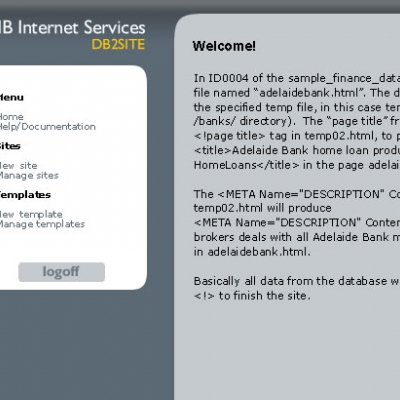 IB Internet Services
DB2SITE
Menu
Home
Help/Documentation
Sites
New site
Manage sites
Templates
New template
Manage templates
logoff
Welcome!
In ID0004 of the sample_finance_data
file named “adelaidebank.html”. The d
the specified temp file, in this case te
/banks/ directory). The “page title” fr
<!page title> tag in temp02.html, to p
<title>Adelaide Bank home loan produ
HomeLoans</title> in the page adelai
The <META Name="DESCRIPTION" Co
temp02.html will produce
<META Name="DESCRIPTION" Conten
brokers deals with all Adelaide Bank m
in adelaidebank.html.
Basically all data from the database w
<!> to finish the site.